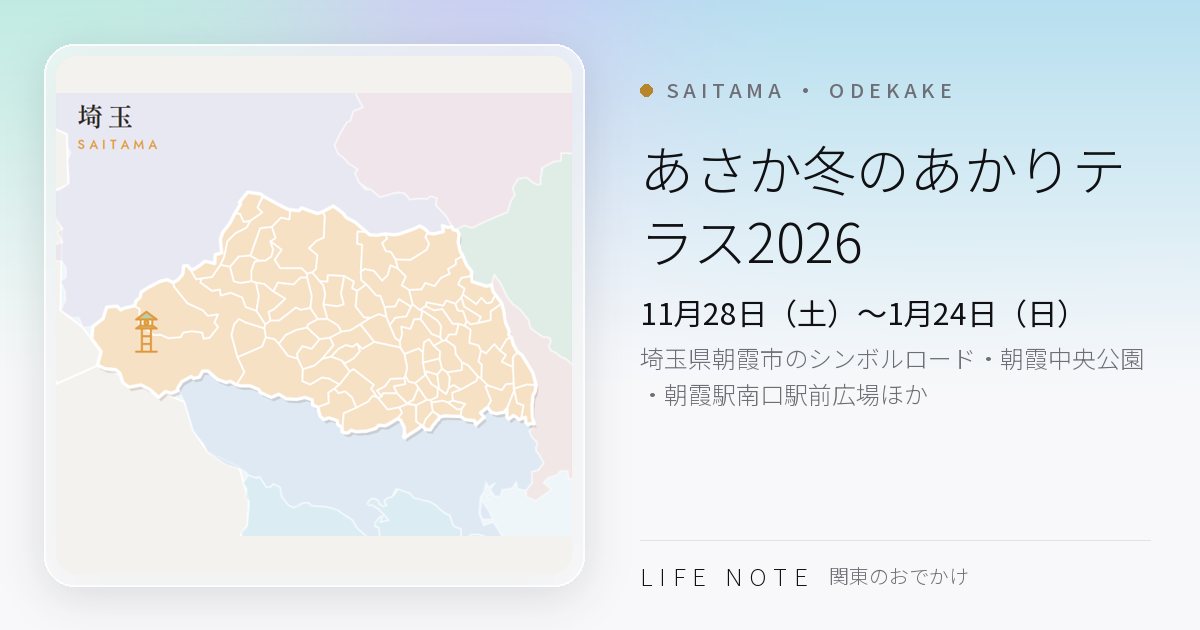 埼玉
SAITAMA
SAITAMA ・ ODEKAKE
あさか冬のあかりテ
ラス2026
11月28日（土）〜1月24日（日）
埼玉県朝霞市のシンボルロード・朝霞中央公園
・朝霞駅南口駅前広場ほか
LIFE NOTE 関東のおでかけ